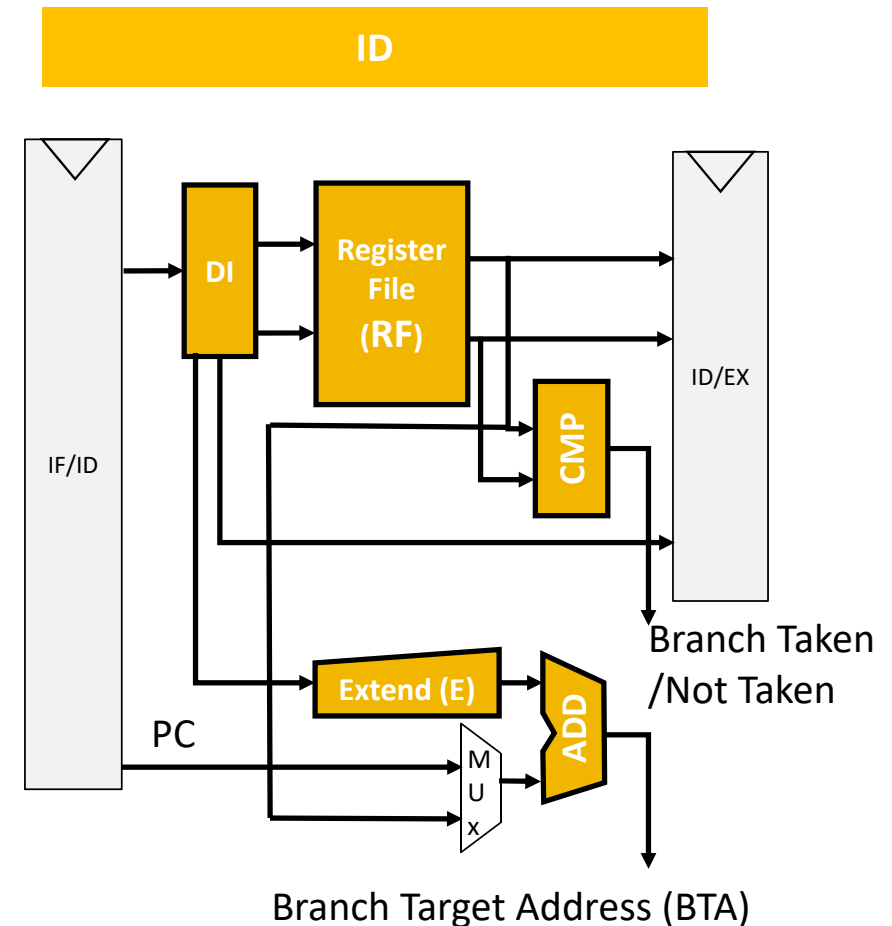 ID
DI
Register
File
(RF)
IF/ID
ID/EX
CMP
Branch Taken
/Not Taken
Extend (E)
ADD
PC
M
U
x
Branch Target Address (BTA)